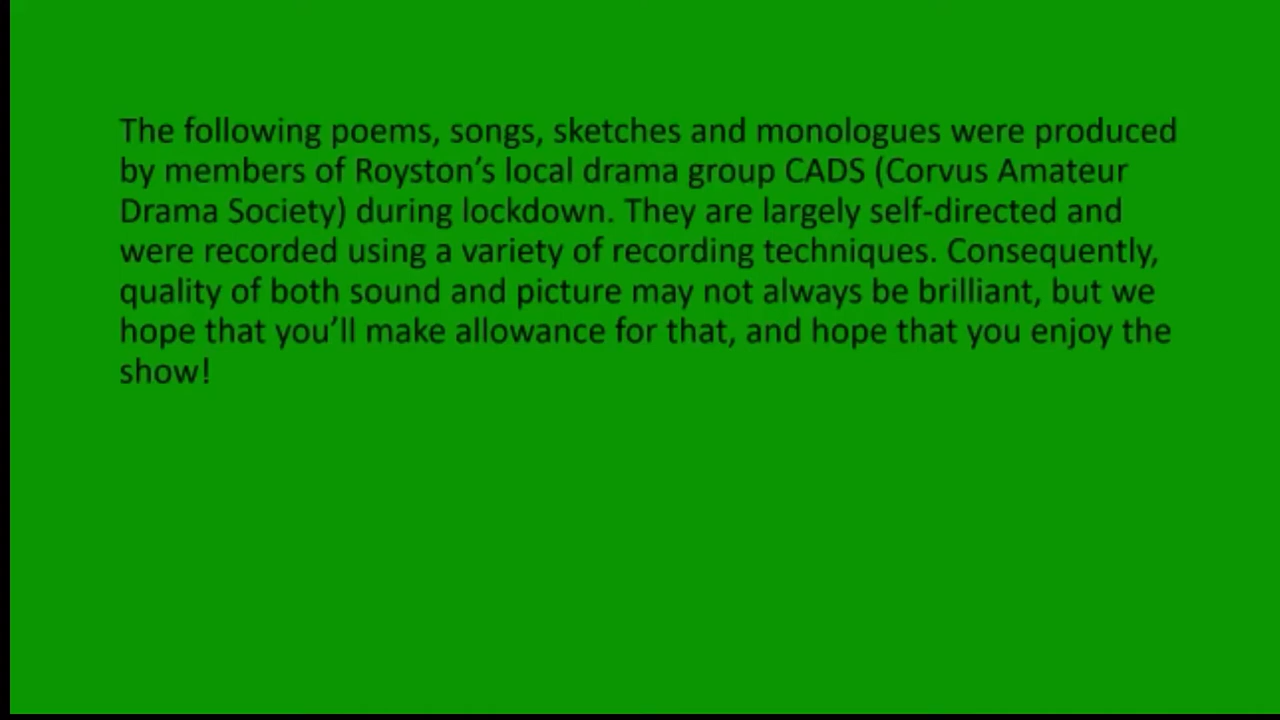 The following poems, songs, sketches and monologues were produced
by members of Royston’s local drama group CADS (Corvus Amateur
Drama Society) during lockdown. They are largely self-directed and
were recorded using a variety of recording techniques. Consequently,
quality of both sound and picture may not always be brilliant, but we
hope that you’ll make allowance for that, and hope that you enjoy the
show!